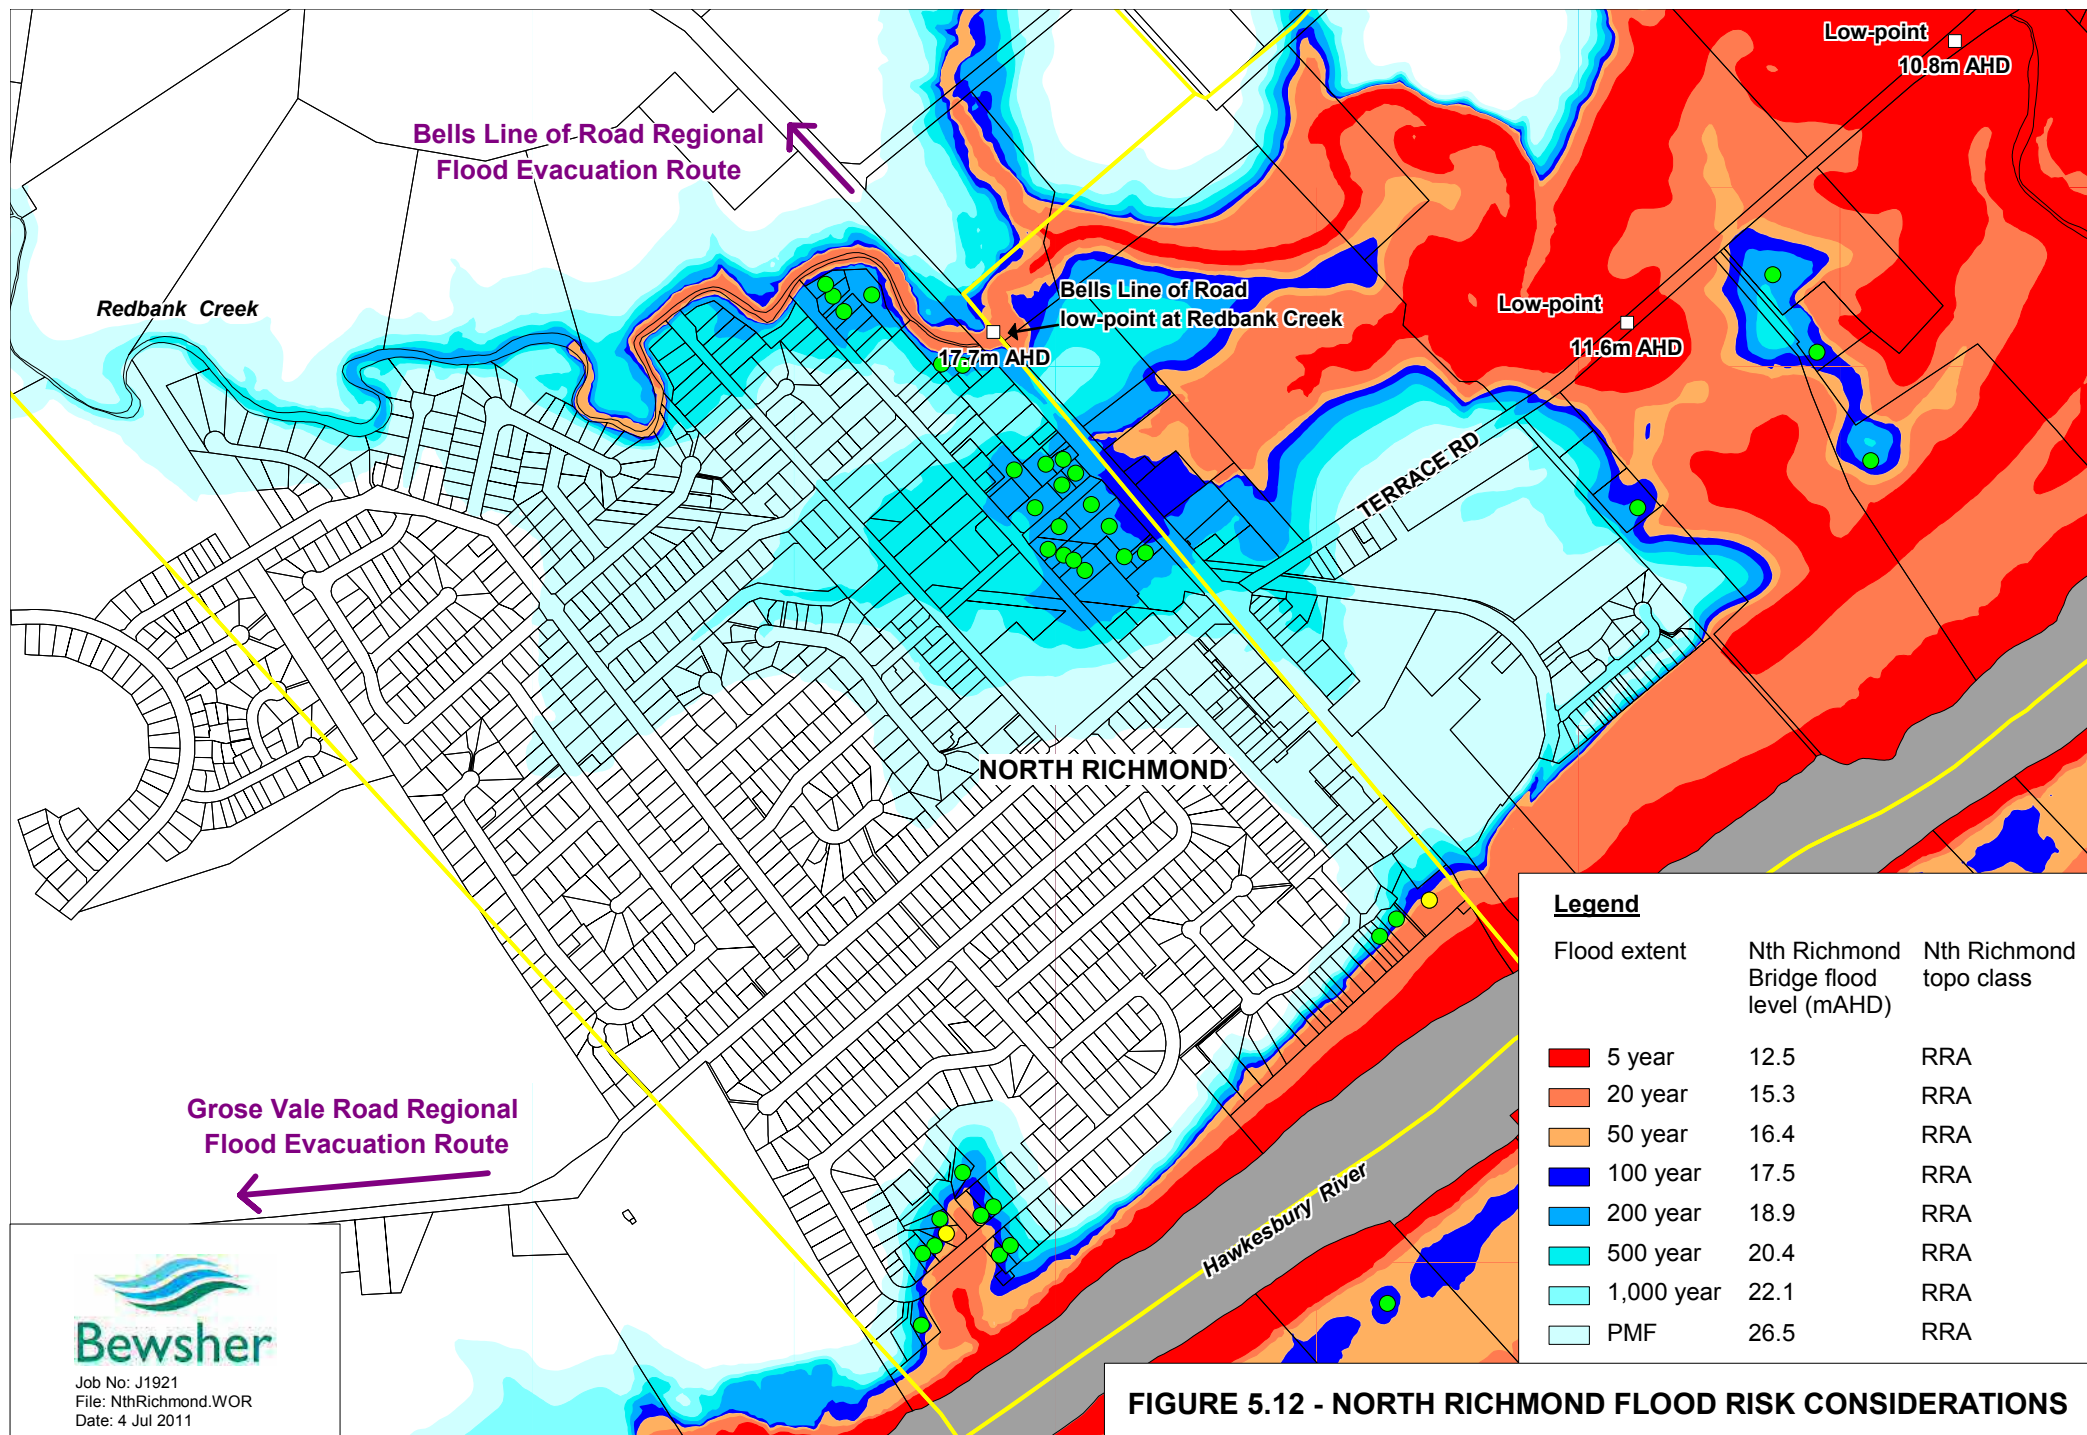 Low-point
10.8m AHD
Bells Line of Road Regional
Flood Evacuation Route
Redbank Creek
Bells Line of Road
low-point at Redbank Creek
17.7m AHD
Low-point
11.6m AHD
TERRACE RD
NORTH RICHMOND
Grose Vale Road Regional
Flood Evacuation Route
Hawkesbury River
Legend
Flood extent
Nth Richmond
Bridge flood
level (mAHD)
Nth Richmond
topo class
5 year 12.5 RRA
20 year 15.3 RRA
50 year 16.4 RRA
100 year 17.5 RRA
200 year 18.9 RRA
500 year 20.4 RRA
1,000 year 22.1 RRA
PMF 26.5 RRA
Bewsher
Job No: J1921
File: NthRichmond.WOR
Date: 4 Jul 2011
FIGURE 5.12 - NORTH RICHMOND FLOOD RISK CONSIDERATIONS